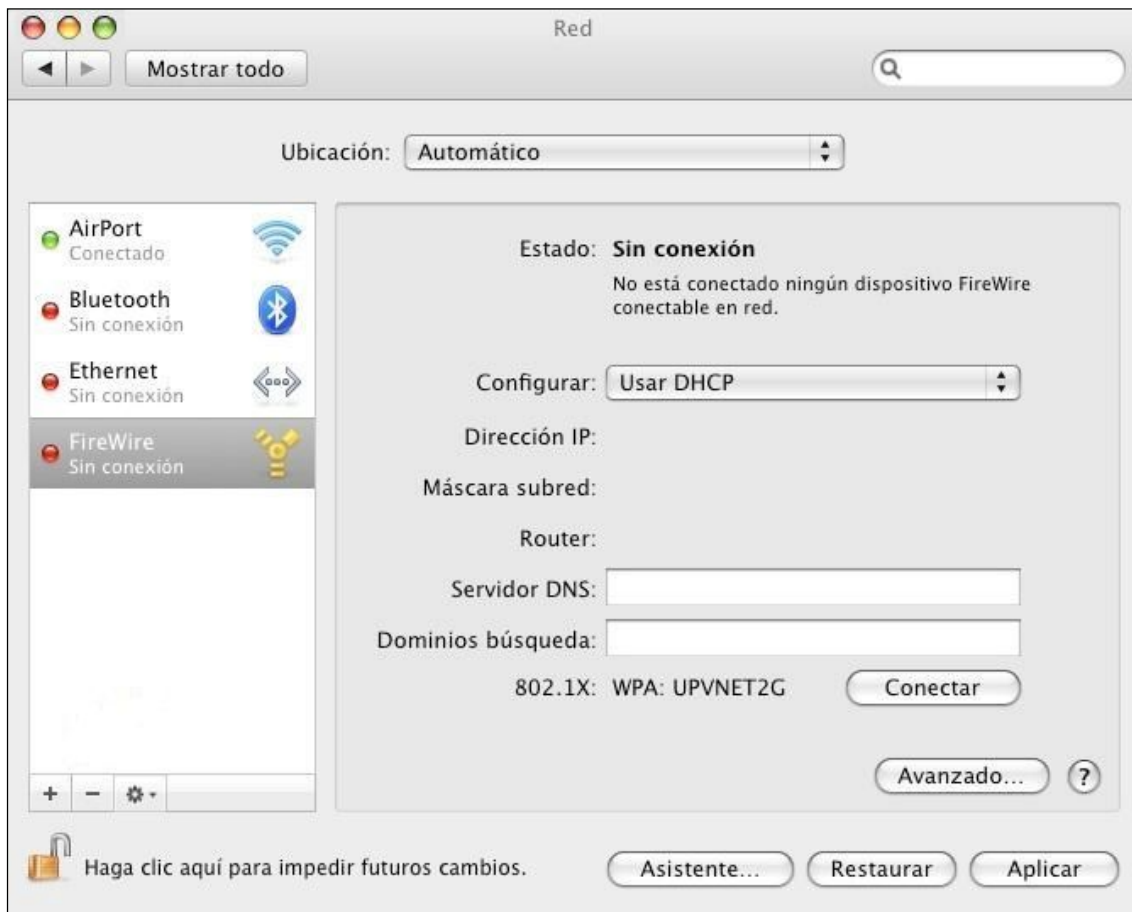 Red
Mostrar todo
Ubicación: Automático
AirPort
Conectado
Bluetooth
Sin conexión
Ethernet
Sin conexión
FireWire
Sin conexión
Estado: Sin conexión
No está conectado ningún dispositivo FireWire
conectable en red.
Configurar: Usar DHCP
Dirección IP:
Máscara subred:
Router:
Servidor DNS:
Dominios búsqueda:
802.1X: WPA: UPVNET2G Conectar
Avanzado... ?
Haga clic aquí para impedir futuros cambios.
Asistente... Restaurar Aplicar